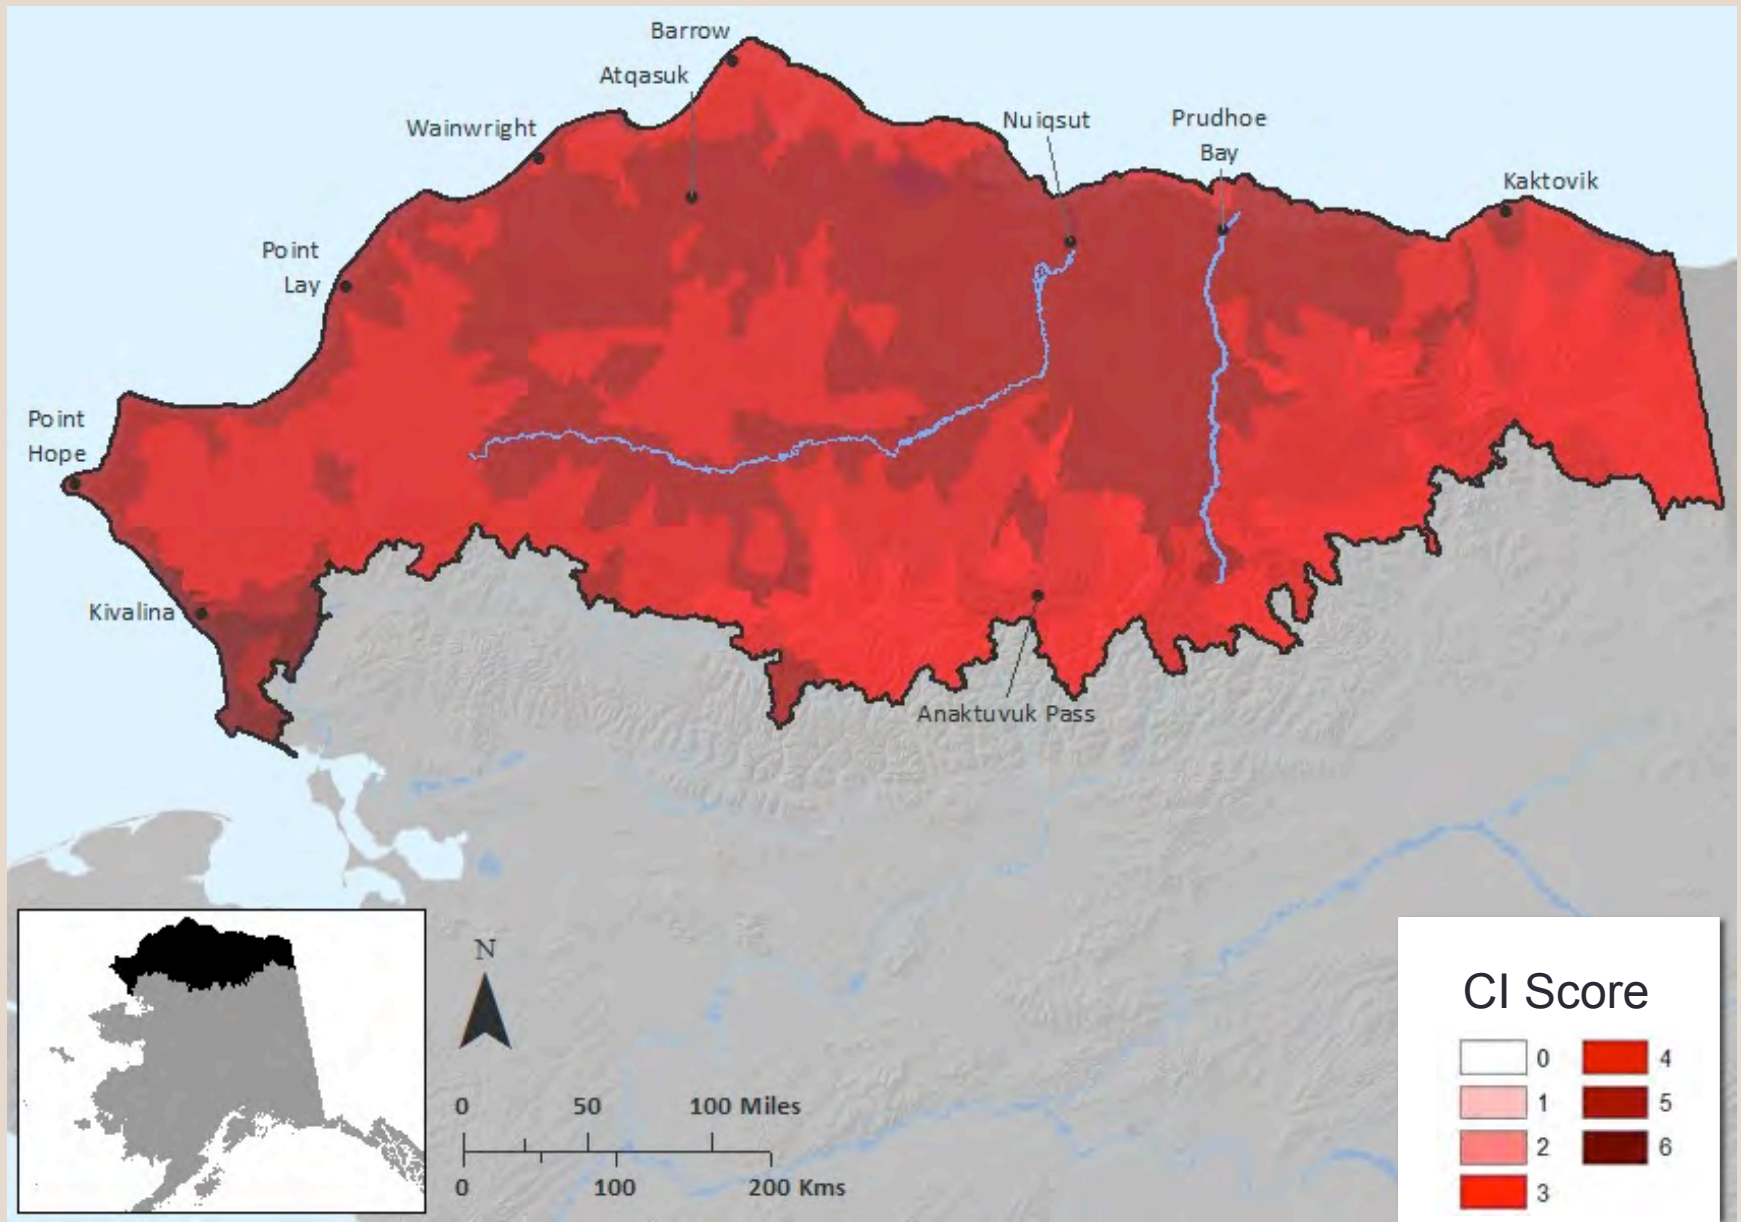 Barrow
Atqasuk
Wainwright
Nuiqsut
Prudhoe
Bay
Kaktovik
Point
Lay
Point
Hope
Kivalina
Anaktuvuk Pass
N
0 50 100 Miles
0 100 200 Kms
CI Score
0 4
1 5
2 6
3